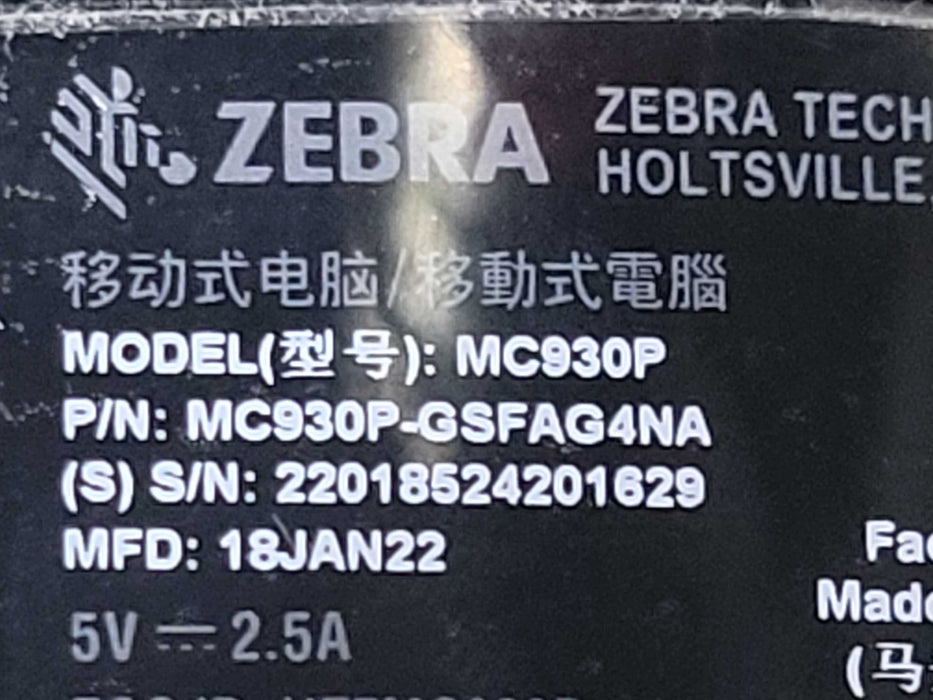 ZEBRA
ZEBRA TECH
HOLTSVILLE,
移动式电脑/移動式電腦
MODEL(型号): MC930P
P/N: MC930P-GSFAG4NA
(S) S/N: 22018524201629
MFD: 18JAN22
5V ⎓ 2.5A
Fac
Made
(马